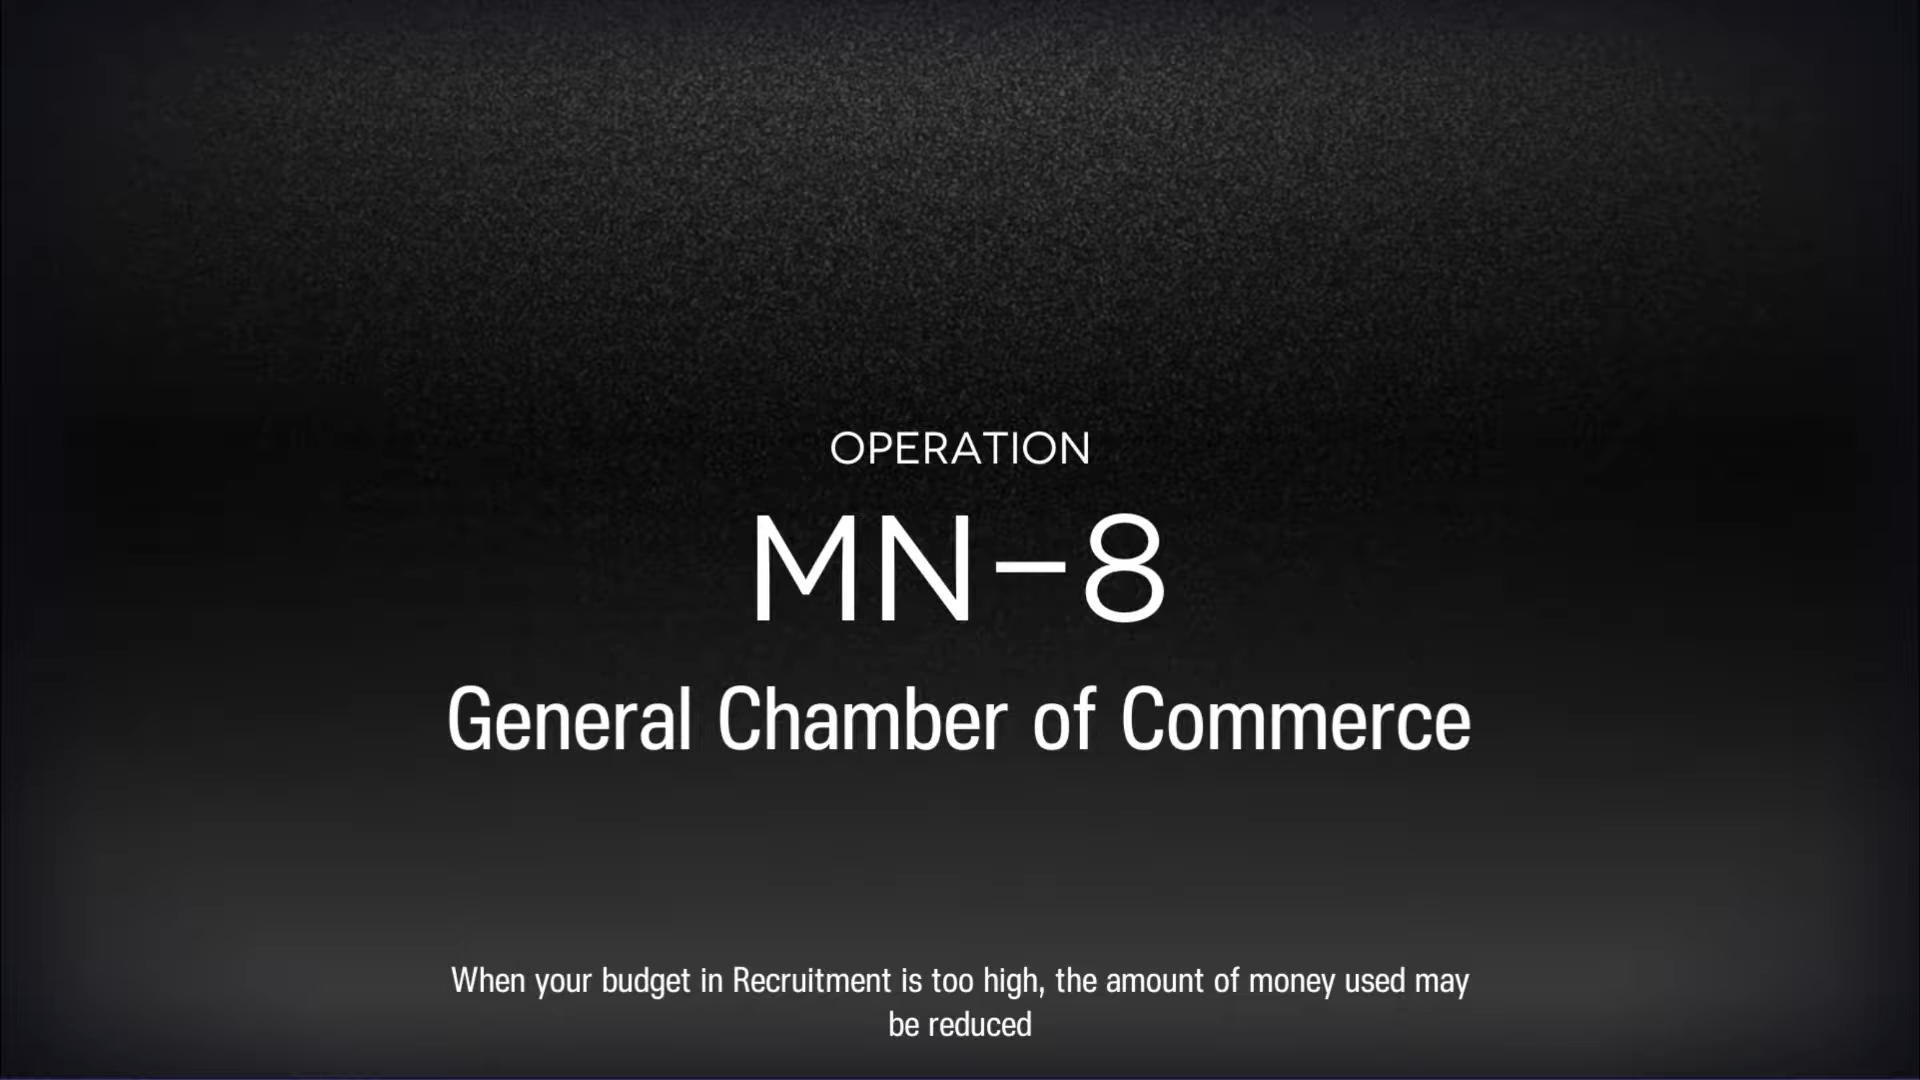 OPERATION
MN-8
General Chamber of Commerce
When your budget in Recruitment is too high, the amount of money used may
be reduced